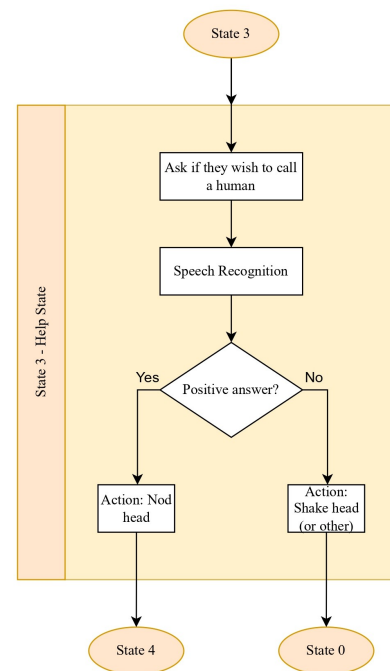 State 3
State 3 - Help State
Ask if they wish to call
a human
Speech Recognition
Positive answer?
Yes
No
Action: Nod
head
Action:
Shake head
(or other)
State 4
State 0